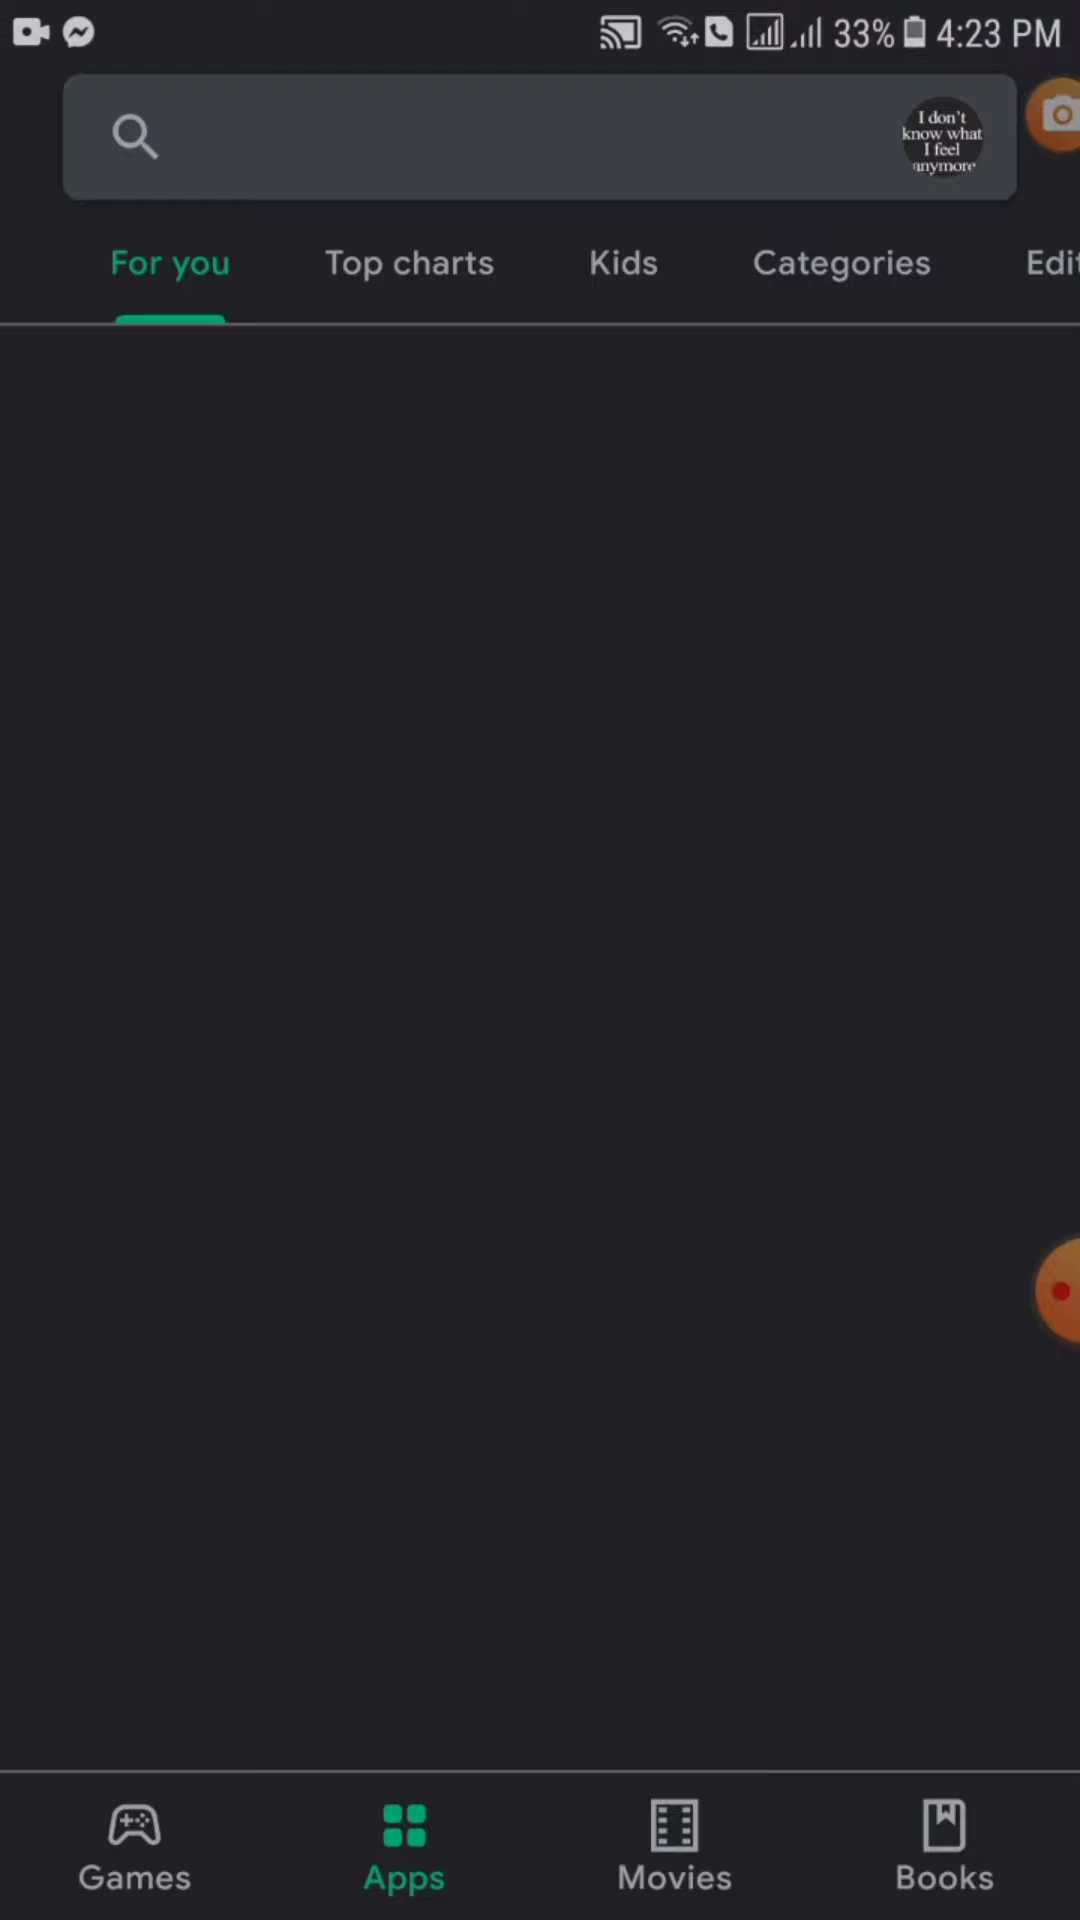 33% 4:23 PM
I don't
know what
I feel
anymore
For you Top charts Kids Categories Edit
Games Apps Movies Books